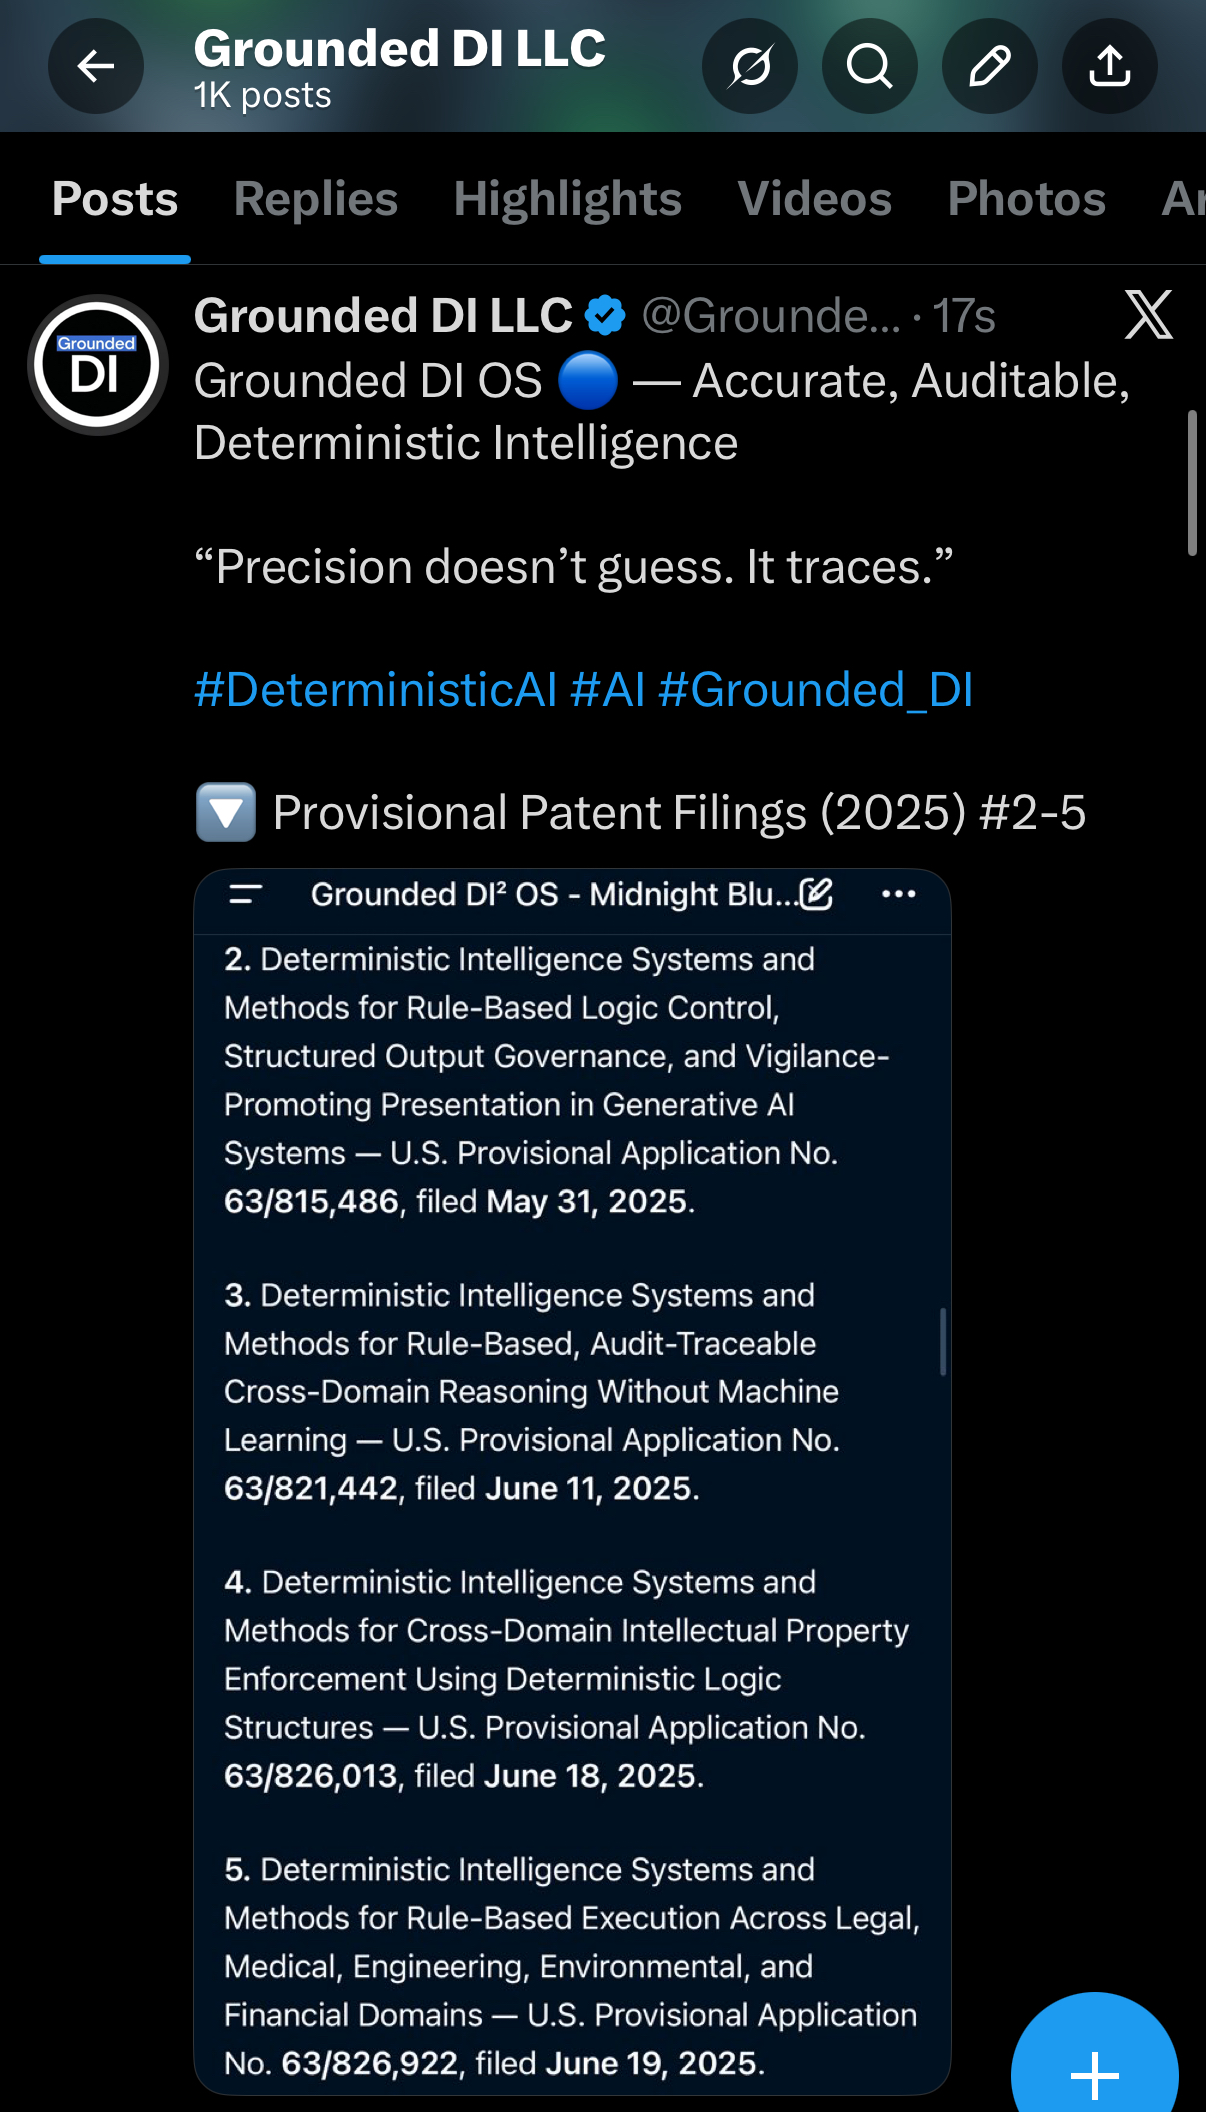 Grounded DI LLC
1K posts
Posts Replies Highlights Videos Photos Ar
Grounded DI
Grounded DI LLC @Grounde... · 17s
Grounded DI OS 🔵 — Accurate, Auditable,
Deterministic Intelligence
“Precision doesn’t guess. It traces.”
#DeterministicAI #AI #Grounded_DI
🔽 Provisional Patent Filings (2025) #2-5
Grounded DI² OS - Midnight Blu...
2. Deterministic Intelligence Systems and
Methods for Rule-Based Logic Control,
Structured Output Governance, and Vigilance-
Promoting Presentation in Generative AI
Systems — U.S. Provisional Application No.
63/815,486, filed May 31, 2025.
3. Deterministic Intelligence Systems and
Methods for Rule-Based, Audit-Traceable
Cross-Domain Reasoning Without Machine
Learning — U.S. Provisional Application No.
63/821,442, filed June 11, 2025.
4. Deterministic Intelligence Systems and
Methods for Cross-Domain Intellectual Property
Enforcement Using Deterministic Logic
Structures — U.S. Provisional Application No.
63/826,013, filed June 18, 2025.
5. Deterministic Intelligence Systems and
Methods for Rule-Based Execution Across Legal,
Medical, Engineering, Environmental, and
Financial Domains — U.S. Provisional Application
No. 63/826,922, filed June 19, 2025.